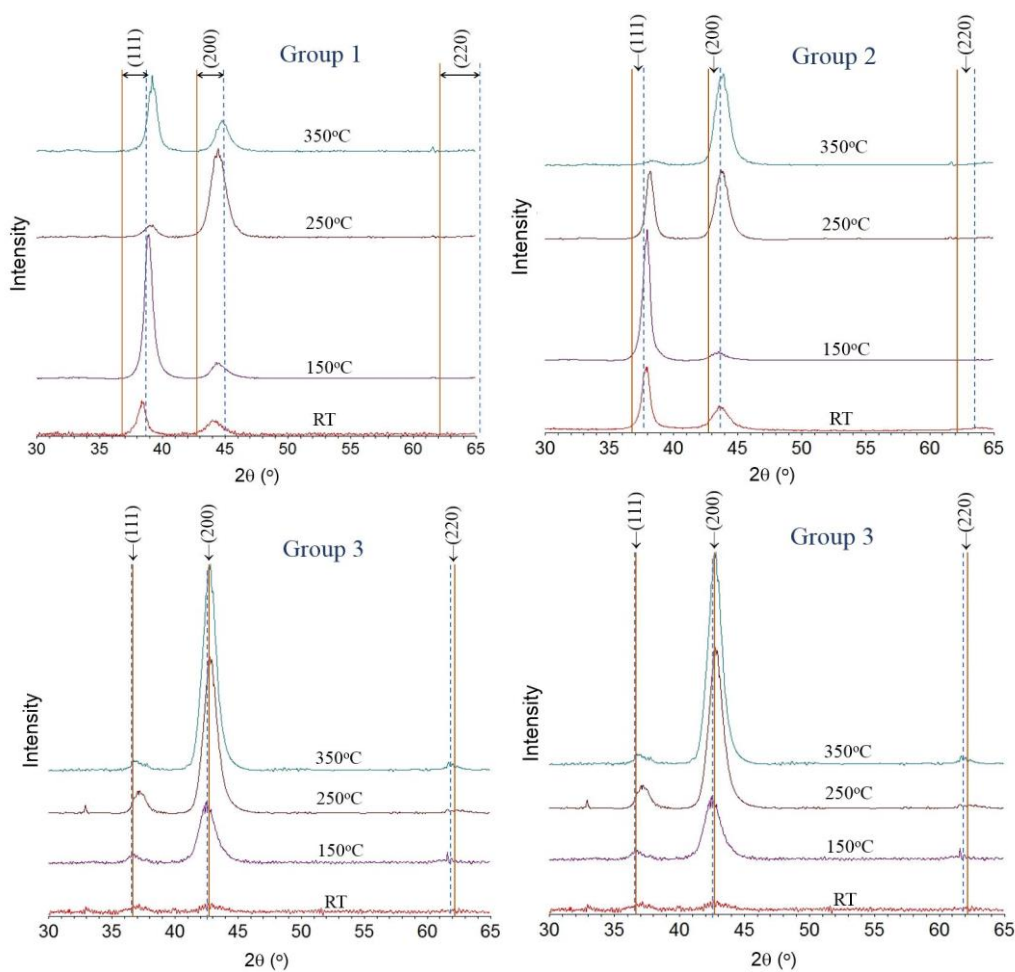 (111)
(200)
(220)
Group 1
350°C
250°C
150°C
RT
Intensity
30 35 40 45 50 55 60 65
2θ (°)
(111)
(200)
(220)
Group 2
350°C
250°C
150°C
RT
Intensity
30 35 40 45 50 55 60 65
2θ (°)
(111)
(200)
(220)
Group 3
350°C
250°C
150°C
RT
Intensity
30 35 40 45 50 55 60 65
2θ (°)
(111)
(200)
(220)
Group 3
350°C
250°C
150°C
RT
Intensity
30 35 40 45 50 55 60 65
2θ (°)